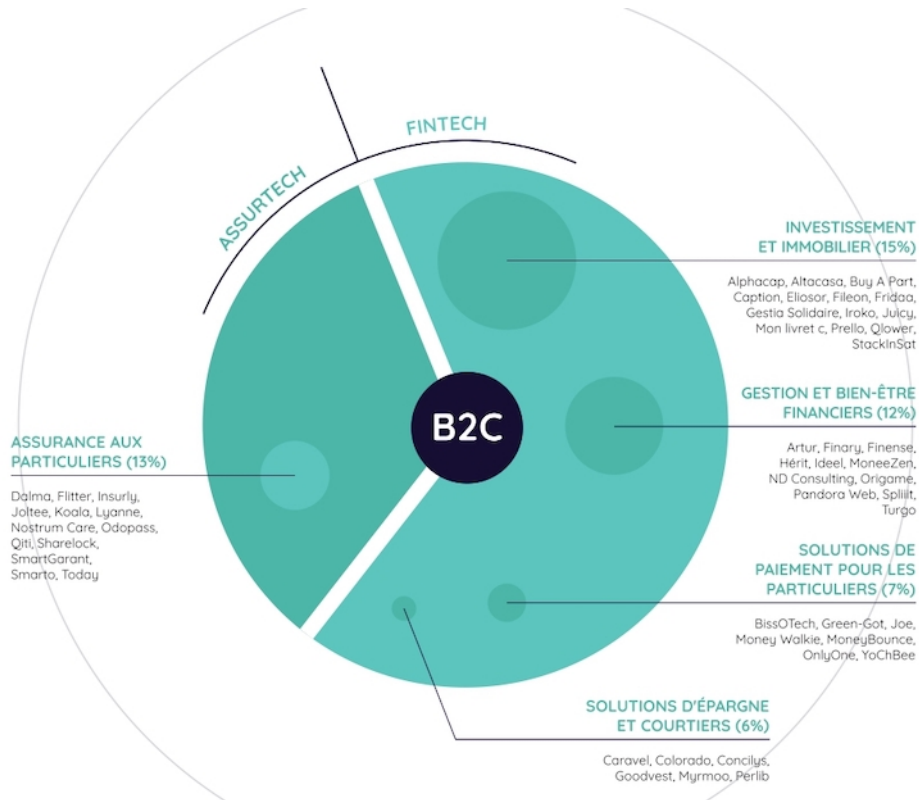 FINTECH
ASSURTECH
B2C
INVESTISSEMENT
ET IMMOBILIER (15%)
Alphacap, Altacasa, Buy A Part,
Caption, Eliosor, Fileon, Fridaa,
Gestia Solidaire, Iroko, Juicy,
Mon livret c, Prello, Qlower,
StackInSat
GESTION ET BIEN-ÊTRE
FINANCIERS (12%)
Artur, Finary, Finense,
Hérit, Ideel, MoneeZen,
ND Consulting, Origame,
Pandora Web, Spliiit,
Turgo
ASSURANCE AUX
PARTICULIERS (13%)
Dalma, Flitter, Insurly,
Joltee, Koala, Lyanne,
Nostrum Care, Odopass,
Qiti, Sharelock,
SmartGarant,
Smarto, Today
SOLUTIONS DE
PAIEMENT POUR LES
PARTICULIERS (7%)
BissOTech, Green-Got, Joe,
Money Walkie, MoneyBounce,
OnlyOne, YoChBee
SOLUTIONS D'ÉPARGNE
ET COURTIERS (6%)
Caravel, Colorado, Concilys,
Goodvest, Myrmoo, Perlib